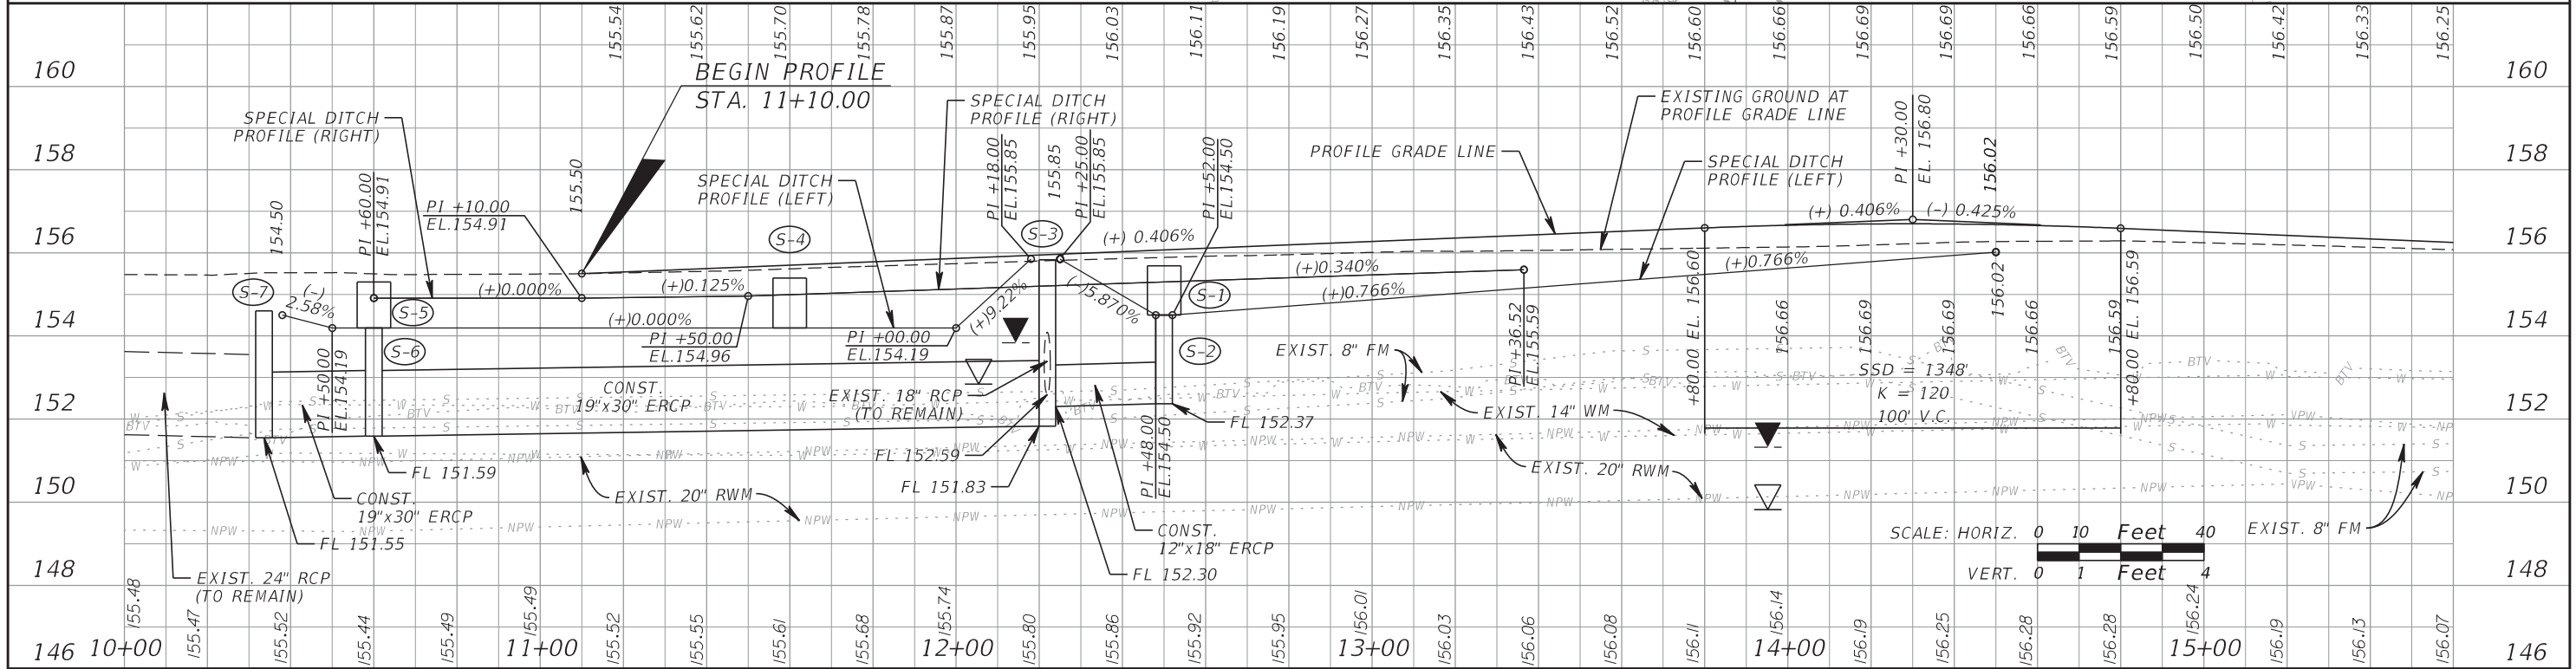 155.54 155.62 155.70 155.78 155.87 155.95 156.03 156.11 156.19 156.27 156.35 156.43 156.52 156.60 156.66 156.69 156.69 156.66 156.59 156.50 156.42 156.33 156.25
160 160
BEGIN PROFILE
STA. 11+10.00
SPECIAL DITCH
PROFILE (RIGHT)
SPECIAL DITCH
PROFILE (RIGHT)
EXISTING GROUND AT
PROFILE GRADE LINE
PI +30.00
EL. 156.80
158 158
PROFILE GRADE LINE
SPECIAL DITCH
PROFILE (LEFT)
SPECIAL DITCH
PROFILE (LEFT)
154.50
PI +60.00
EL.154.91
PI +10.00
EL.154.91
155.50
PI +18.00
EL.155.85
155.85
PI +25.00
EL.155.85
PI +52.00
EL.154.50
156.02
156 156
S-4
S-3
(+) 0.406%
(+) 0.406%
(-) 0.425%
S-7
(-)
2.58%
S-5
(+)0.000%
(+)0.125%
(+)9.22%
(-)5.870%
S-1
(+)0.340%
(+)0.766%
(+)0.766%
154 154
(+)0.000%
S-6
S-2
PI +50.00
EL.154.96
PI +00.00
EL.154.19
PI +50.00
EL.154.19
EXIST. 8" FM
PI +36.52
EL.155.59
+80.00 EL. 156.60
156.66
156.69
156.69
156.02
156.66
156.59
+80.00 EL. 156.59
SSD = 1348'
K = 120
100' V.C.
CONST.
19"x30" ERCP
EXIST. 18" RCP
(TO REMAIN)
152 152
EXIST. 14" WM
FL 152.37
PI +48.00
EL.154.50
FL 152.59
FL 151.59
FL 151.83
EXIST. 20" RWM
EXIST. 20" RWM
150 150
CONST.
19"x30" ERCP
FL 151.55
CONST.
12"x18" ERCP
FL 152.30
SCALE: HORIZ. 0 10 Feet 40
VERT. 0 1 Feet 4
EXIST. 8" FM
148 148
EXIST. 24" RCP
(TO REMAIN)
155.48 155.47 155.52 155.44 155.49 155.49 155.52 155.55 155.61 155.68 155.74 155.80 155.86 155.92 155.95 156.01 156.03 156.06 156.08 156.11 156.14 156.19 156.25 156.28 156.28 156.24 156.19 156.13 156.07
146 10+00 11+00 12+00 13+00 14+00 15+00 146